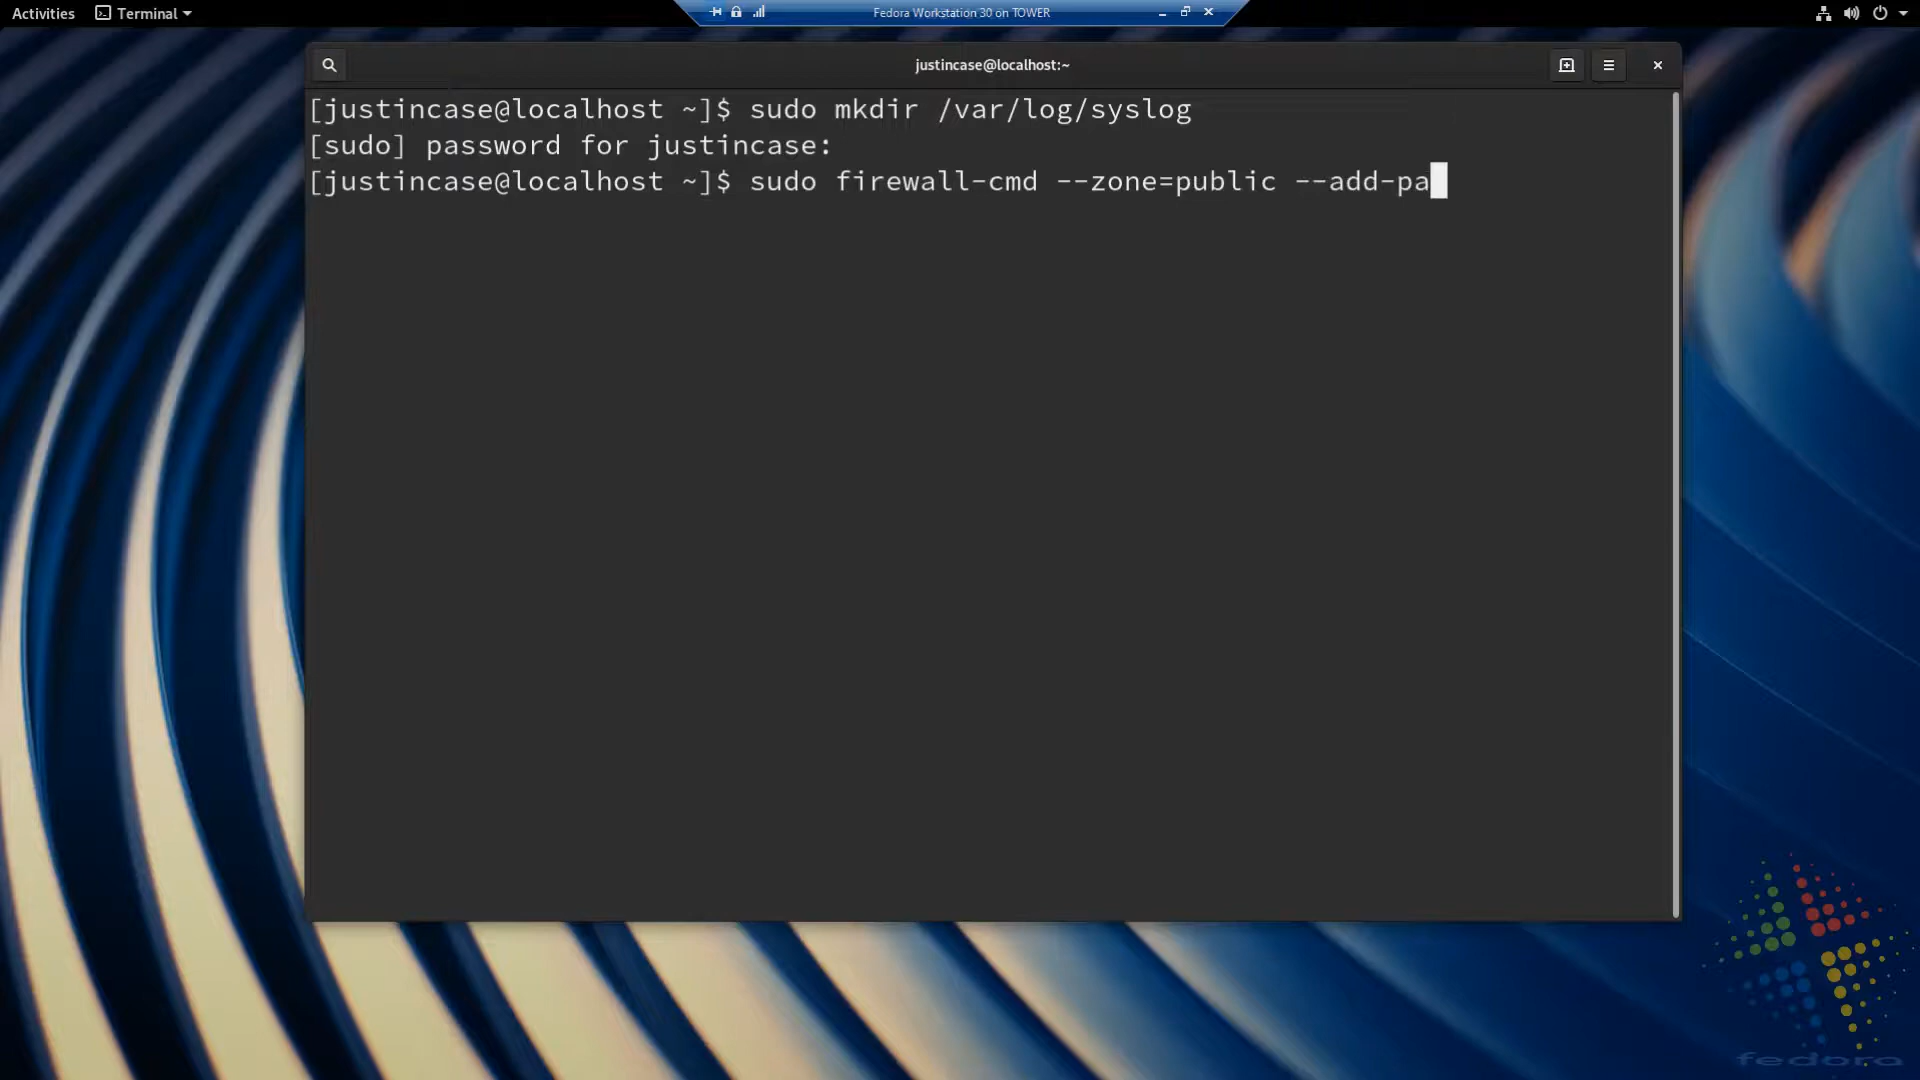 Activities Terminal
Fedora Workstation 30 on TOWER
justincase@localhost:~
[justincase@localhost ~]$ sudo mkdir /var/log/syslog
[sudo] password for justincase:
[justincase@localhost ~]$ sudo firewall-cmd --zone=public --add-pa
fedora